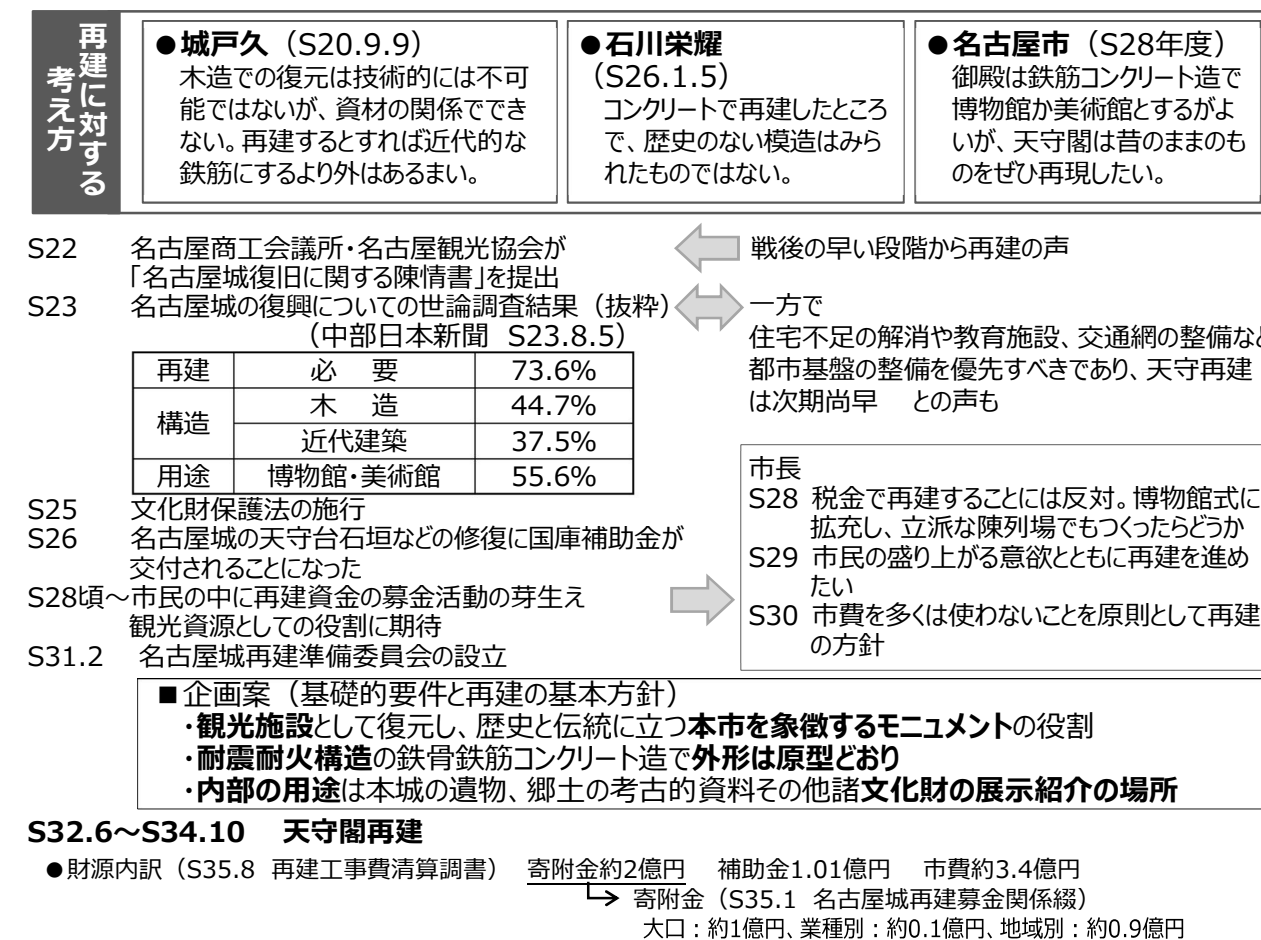 再建に対する
考え方
●城戸久（S20.9.9）
木造での復元は技術的には不可
能ではないが、資材の関係ででき
ない。再建するとすれば近代的な
鉄筋にするより外はあるまい。
●石川栄耀
（S26.1.5）
コンクリートで再建したところ
で、歴史のない模造はみら
れたものではない。
●名古屋市（S28年度）
御殿は鉄筋コンクリート造で
博物館か美術館とするがよ
いが、天守閣は昔のままのも
のをぜひ再現したい。
S22 名古屋商工会議所・名古屋観光協会が
「名古屋城復旧に関する陳情書」を提出
戦後の早い段階から再建の声
S23 名古屋城の復興についての世論調査結果（抜粋）
（中部日本新聞 S23.8.5）
再建 必 要 73.6%
構造 木 造 44.7%
近代建築 37.5%
用途 博物館・美術館 55.6%
一方で
住宅不足の解消や教育施設、交通網の整備など
都市基盤の整備を優先すべきであり、天守再建
は次期尚早 との声も
S25 文化財保護法の施行
S26 名古屋城の天守台石垣などの修復に国庫補助金が
交付されることになった
S28頃～市民の中に再建資金の募金活動の芽生え
観光資源としての役割に期待
S31.2 名古屋城再建準備委員会の設立
市長
S28 税金で再建することには反対。博物館式に
拡充し、立派な陳列場でもつくったらどうか
S29 市民の盛り上がる意欲とともに再建を進め
たい
S30 市費を多くは使わないことを原則として再建
の方針
■企画案（基礎的要件と再建の基本方針）
・観光施設として復元し、歴史と伝統に立つ本市を象徴するモニュメントの役割
・耐震耐火構造の鉄骨鉄筋コンクリート造で外形は原型どおり
・内部の用途は本城の遺物、郷土の考古的資料その他諸文化財の展示紹介の場所
S32.6～S34.10 天守閣再建
●財源内訳（S35.8 再建工事費清算調書） 寄附金約2億円 補助金1.01億円 市費約3.4億円
寄附金（S35.1 名古屋城再建募金関係綴）
大口：約1億円、業種別：約0.1億円、地域別：約0.9億円